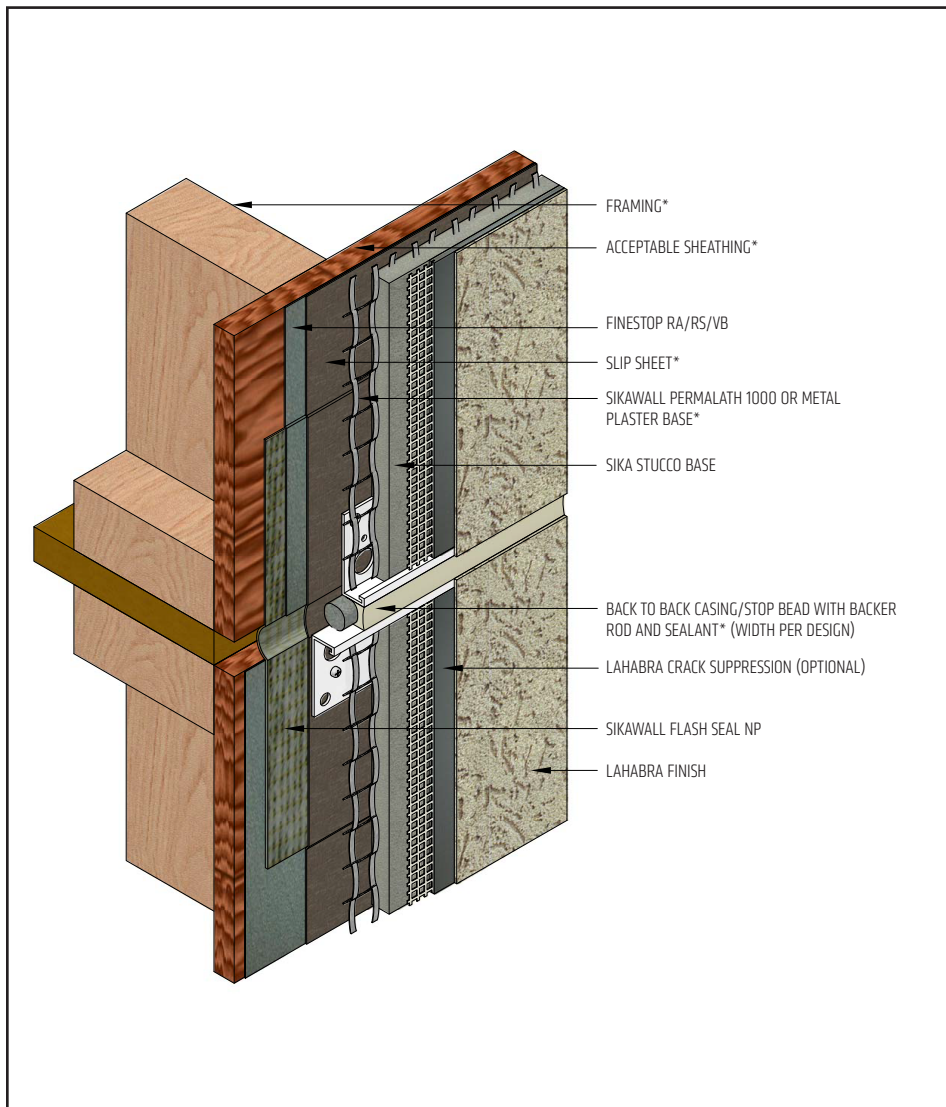 FRAMING*
ACCEPTABLE SHEATHING*
FINESTOP RA/RS/VB
SLIP SHEET*
SIKAWALL PERMALATH 1000 OR METAL
PLASTER BASE*
SIKA STUCCO BASE
BACK TO BACK CASING/STOP BEAD WITH BACKER
ROD AND SEALANT* (WIDTH PER DESIGN)
LAHABRA CRACK SUPPRESSION (OPTIONAL)
SIKAWALL FLASH SEAL NP
LAHABRA FINISH